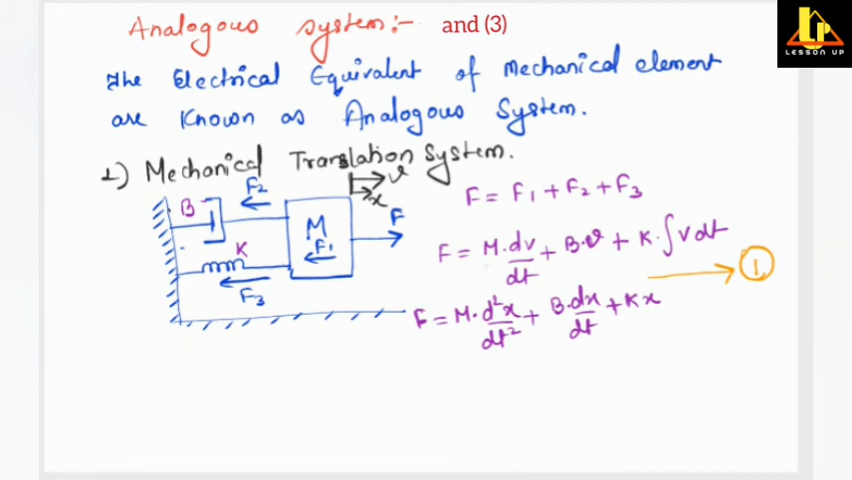 Analogous system:- and (3)
LESSON UP
The Electrical Equivalent of Mechanical element
are Known as Analogous System.
1) Mechanical Translation System.
B
F2
v
x
M
F
F1
K
F3
F = F1 + F2 + F3
F = M. dv/dt + B.v + K.∫v dt
1
F = M. d²x/dt² + B. dx/dt + Kx